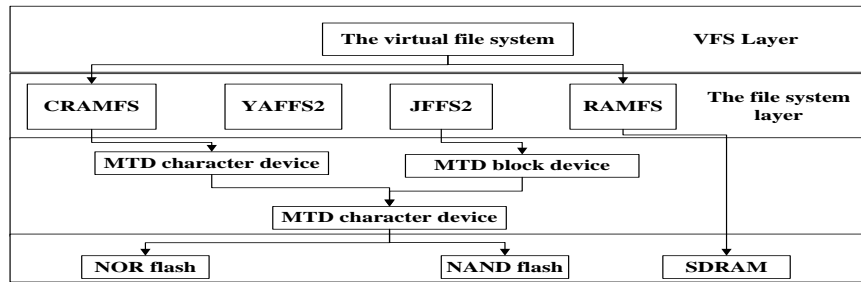 The virtual file system
VFS Layer
CRAMFS
YAFFS2
JFFS2
RAMFS
The file system
layer
MTD character device
MTD block device
MTD character device
NOR flash
NAND flash
SDRAM